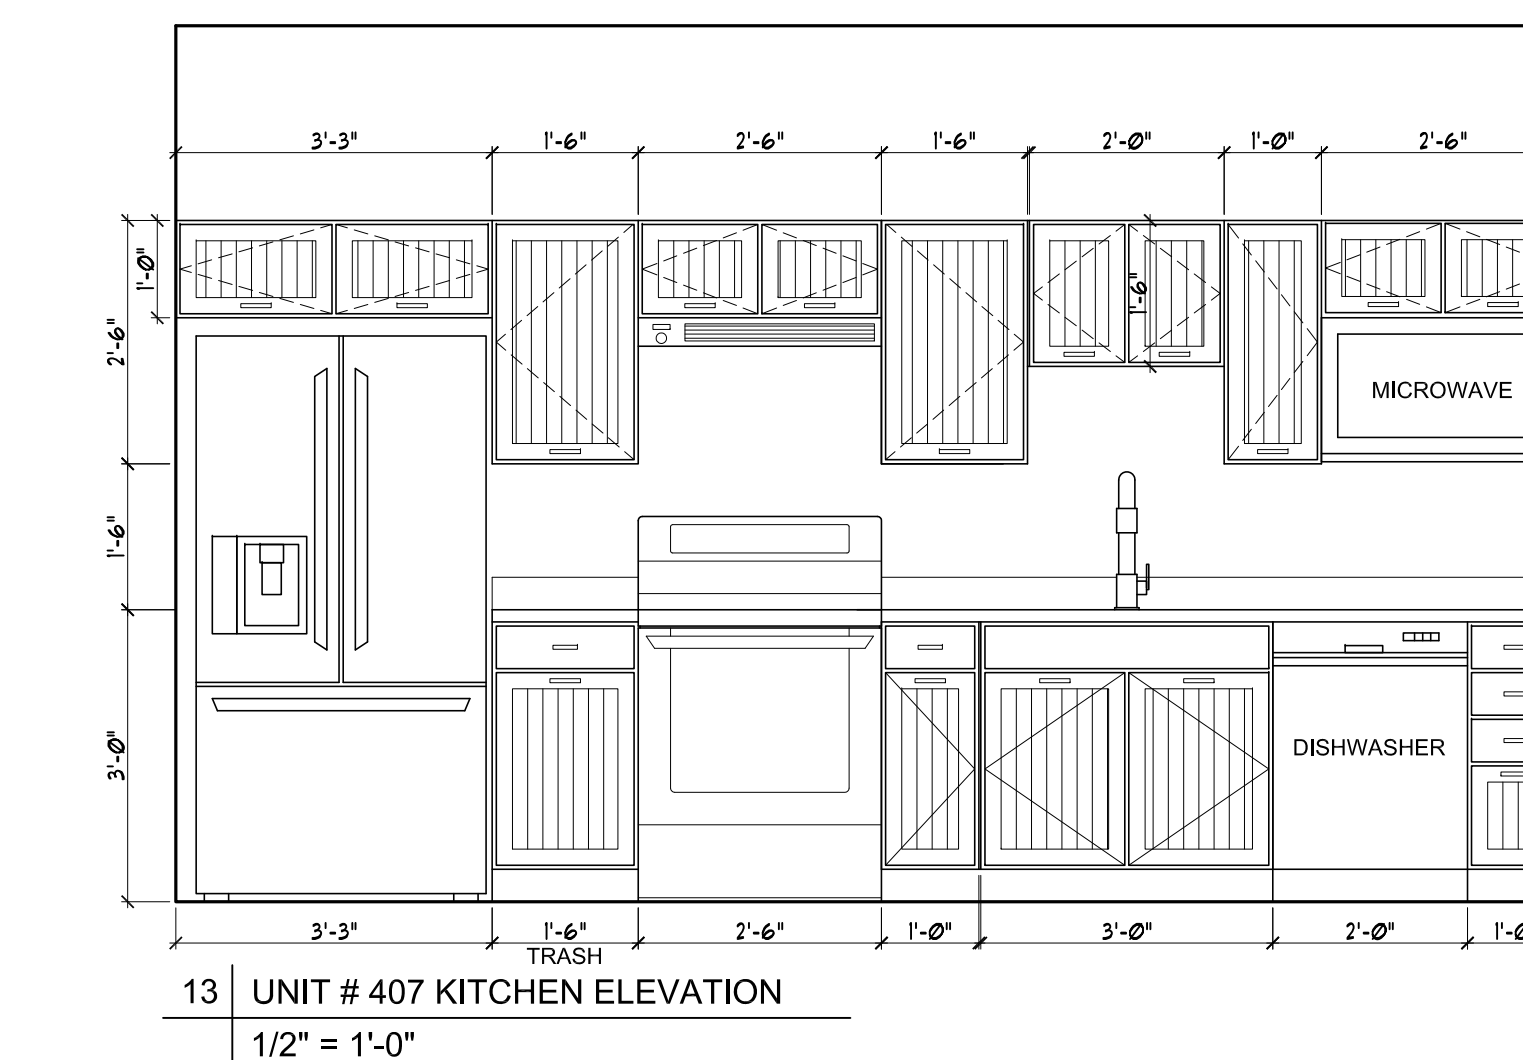 3'-3" 1'-6" 2'-6" 1'-6" 2'-0" 1'-0" 2'-6"
1'-0"
1'-6"
2'-6"
MICROWAVE
1'-6"
3'-0"
DISHWASHER
3'-3" 1'-6" 2'-6" 1'-0" 3'-0" 2'-0" 1'-0
TRASH
13 UNIT # 407 KITCHEN ELEVATION
1/2" = 1'-0"